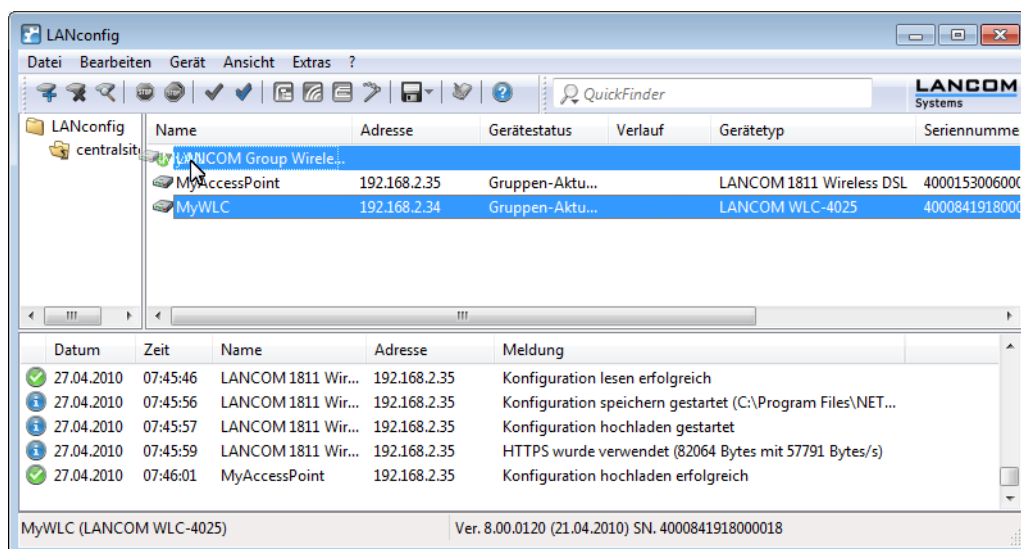 LANconfig
Datei Bearbeiten Gerät Ansicht Extras ?
QuickFinder
LANCOM
Systems
LANconfig
centralsit
Name Adresse Gerätestatus Verlauf Gerätetyp Seriennumme
LANCOM Group Wirele...
MyAccessPoint 192.168.2.35 Gruppen-Aktu... LANCOM 1811 Wireless DSL 4000153006000
MyWLC 192.168.2.34 Gruppen-Aktu... LANCOM WLC-4025 4000841918000
Datum Zeit Name Adresse Meldung
27.04.2010 07:45:46 LANCOM 1811 Wir... 192.168.2.35 Konfiguration lesen erfolgreich
27.04.2010 07:45:56 LANCOM 1811 Wir... 192.168.2.35 Konfiguration speichern gestartet (C:\Program Files\NET...
27.04.2010 07:45:57 LANCOM 1811 Wir... 192.168.2.35 Konfiguration hochladen gestartet
27.04.2010 07:45:59 LANCOM 1811 Wir... 192.168.2.35 HTTPS wurde verwendet (82064 Bytes mit 57791 Bytes/s)
27.04.2010 07:46:01 MyAccessPoint 192.168.2.35 Konfiguration hochladen erfolgreich
MyWLC (LANCOM WLC-4025) Ver. 8.00.0120 (21.04.2010) SN. 4000841918000018